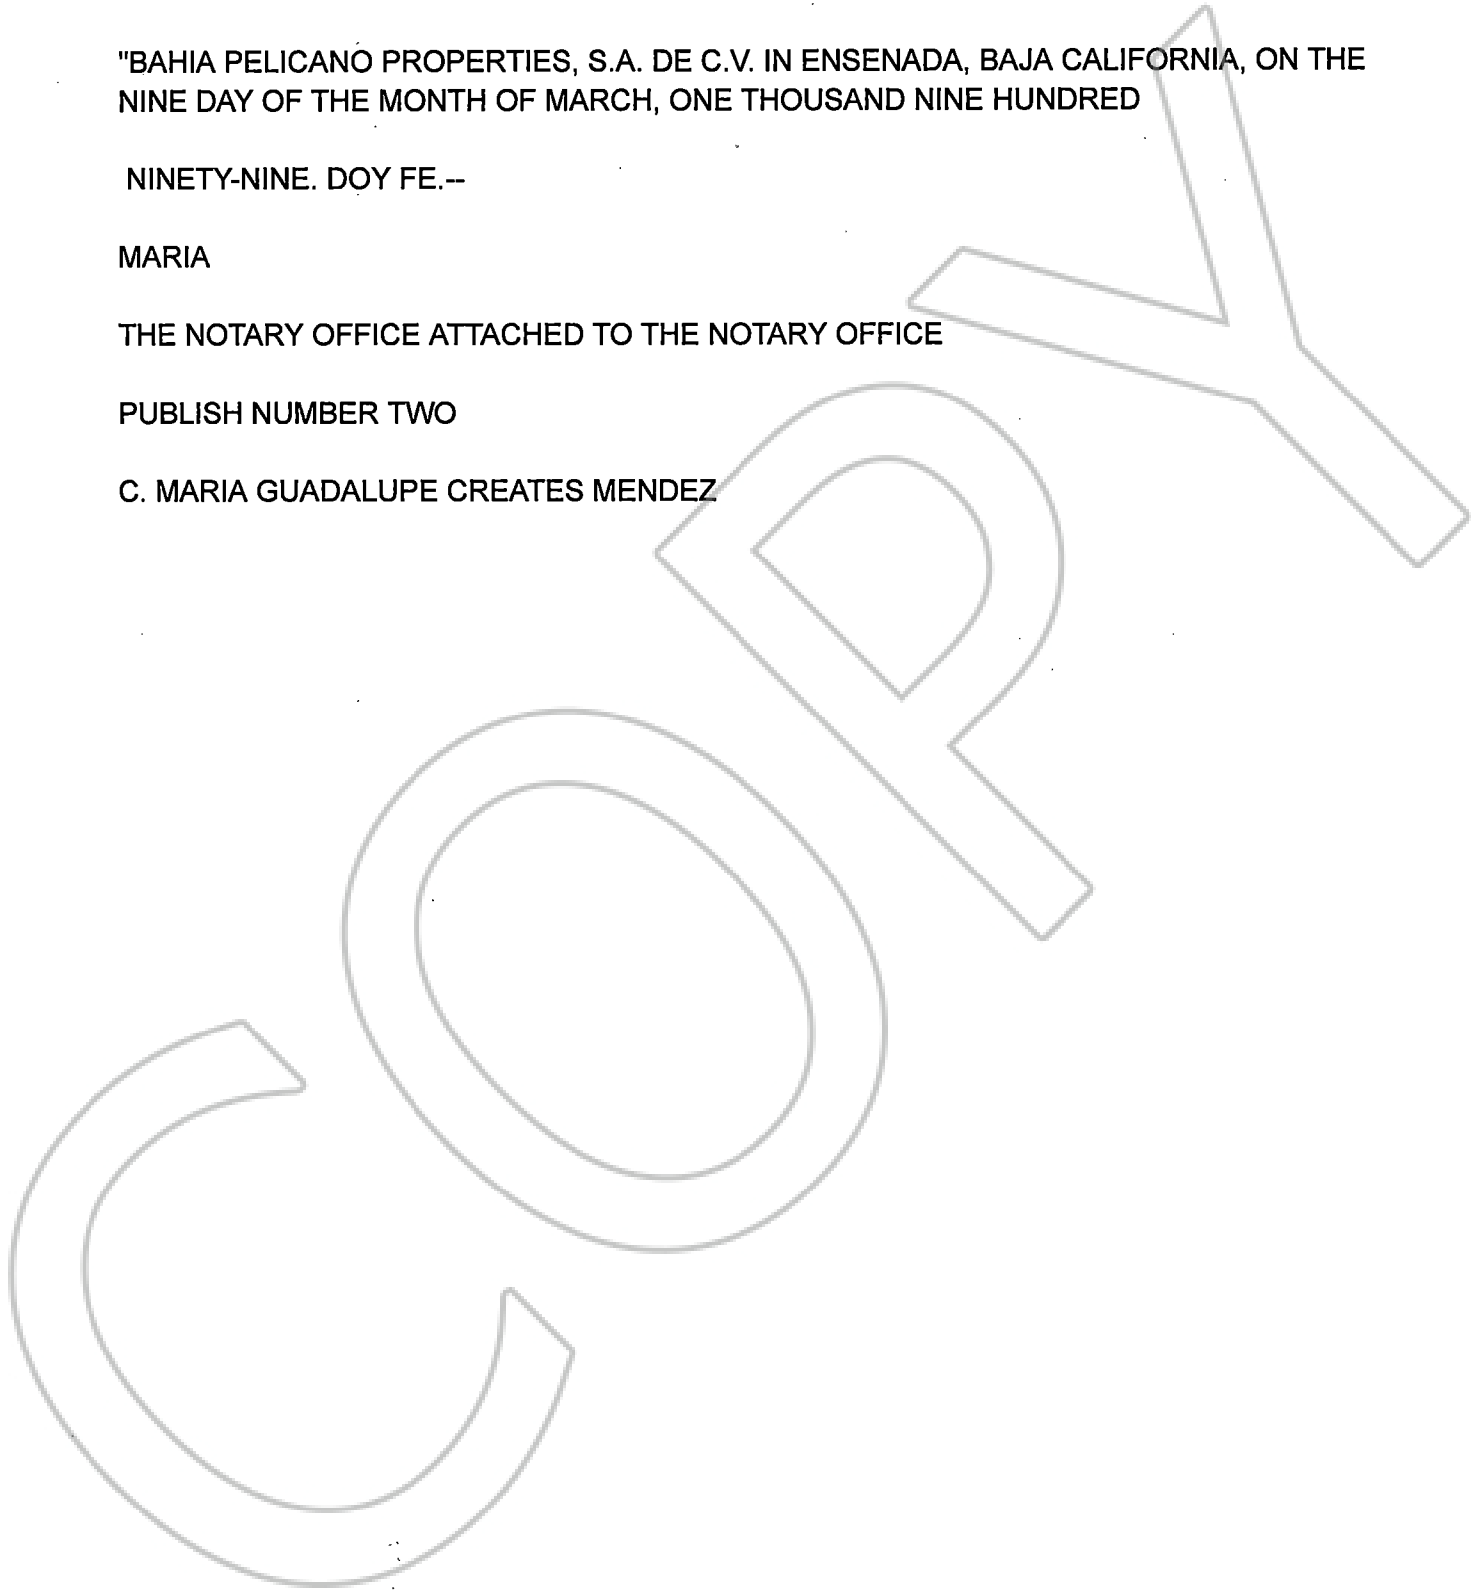 "BAHIA PELICANO PROPERTIES, S.A. DE C.V. IN ENSENADA, BAJA CALIFORNIA, ON THE
NINE DAY OF THE MONTH OF MARCH, ONE THOUSAND NINE HUNDRED
NINETY-NINE. DOY FE.--
MARIA
THE NOTARY OFFICE ATTACHED TO THE NOTARY OFFICE
PUBLISH NUMBER TWO
C. MARIA GUADALUPE CREATES MENDEZ
COPY